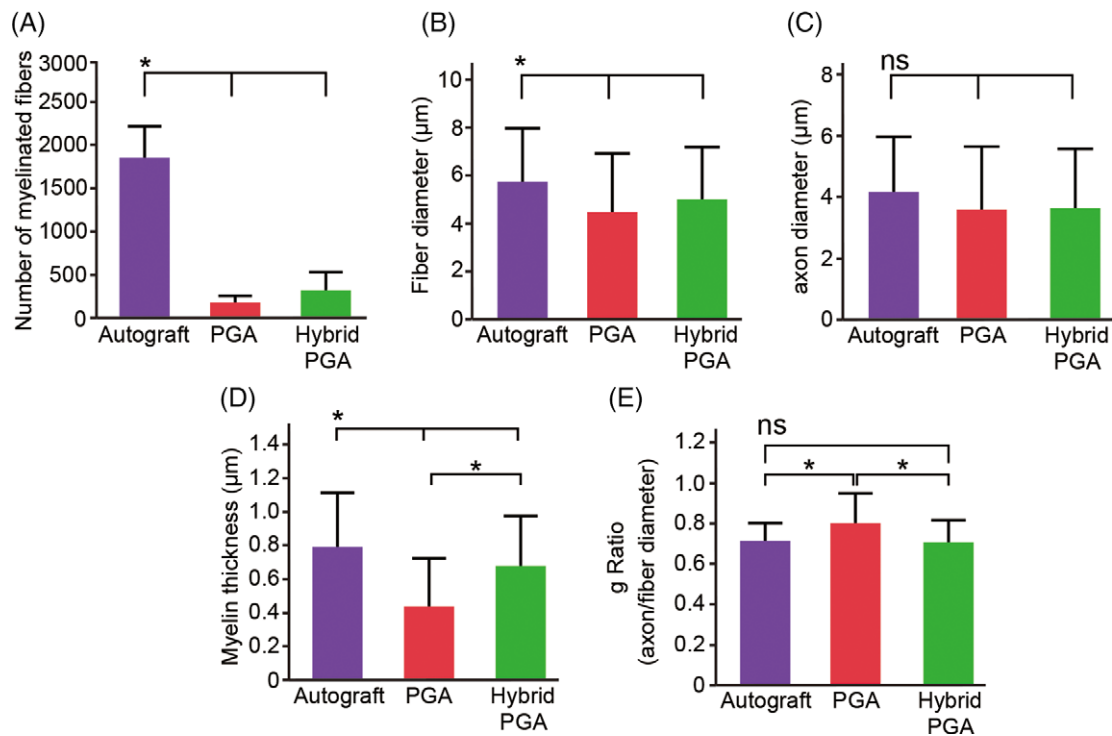 (A)
Number of myelinated fibers
3000
2500
2000
1500
1000
500
0
*
Autograft PGA Hybrid
PGA
(B)
Fiber diameter (µm)
10
8
6
4
2
0
*
Autograft PGA Hybrid
PGA
(C)
axon diameter (µm)
8
6
4
2
0
ns
Autograft PGA Hybrid
PGA
(D)
Myelin thickness (µm)
1.4
1.2
1.0
0.8
0.6
0.4
0.2
0
*
*
Autograft PGA Hybrid
PGA
(E)
g Ratio
(axon/fiber diameter)
1.2
1.0
0.8
0.6
0.4
0.2
0
ns
* *
Autograft PGA Hybrid
PGA